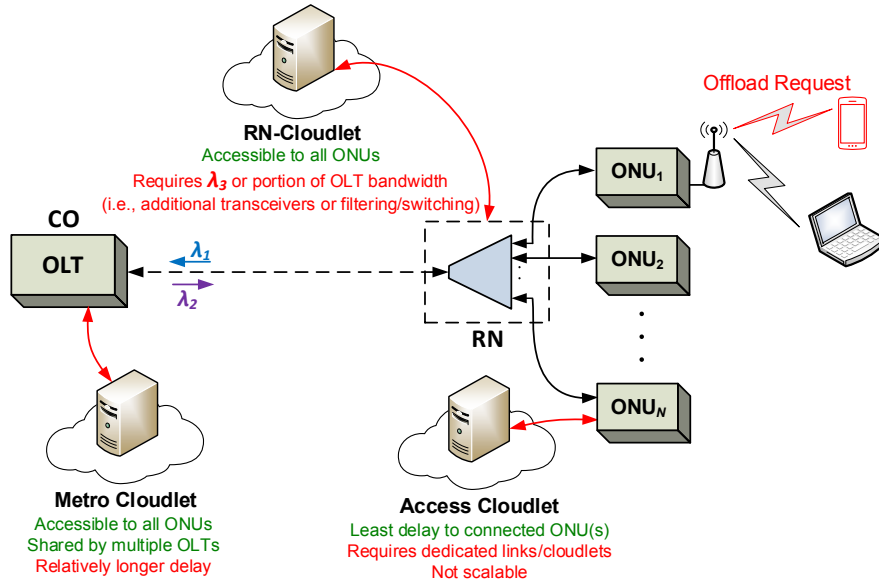 RN-Cloudlet
Accessible to all ONUs
Requires λ3 or portion of OLT bandwidth
(i.e., additional transceivers or filtering/switching)
Offload Request
ONU1
CO
OLT
λ1
λ2
ONU2
RN
ONUN
Metro Cloudlet
Accessible to all ONUs
Shared by multiple OLTs
Relatively longer delay
Access Cloudlet
Least delay to connected ONU(s)
Requires dedicated links/cloudlets
Not scalable